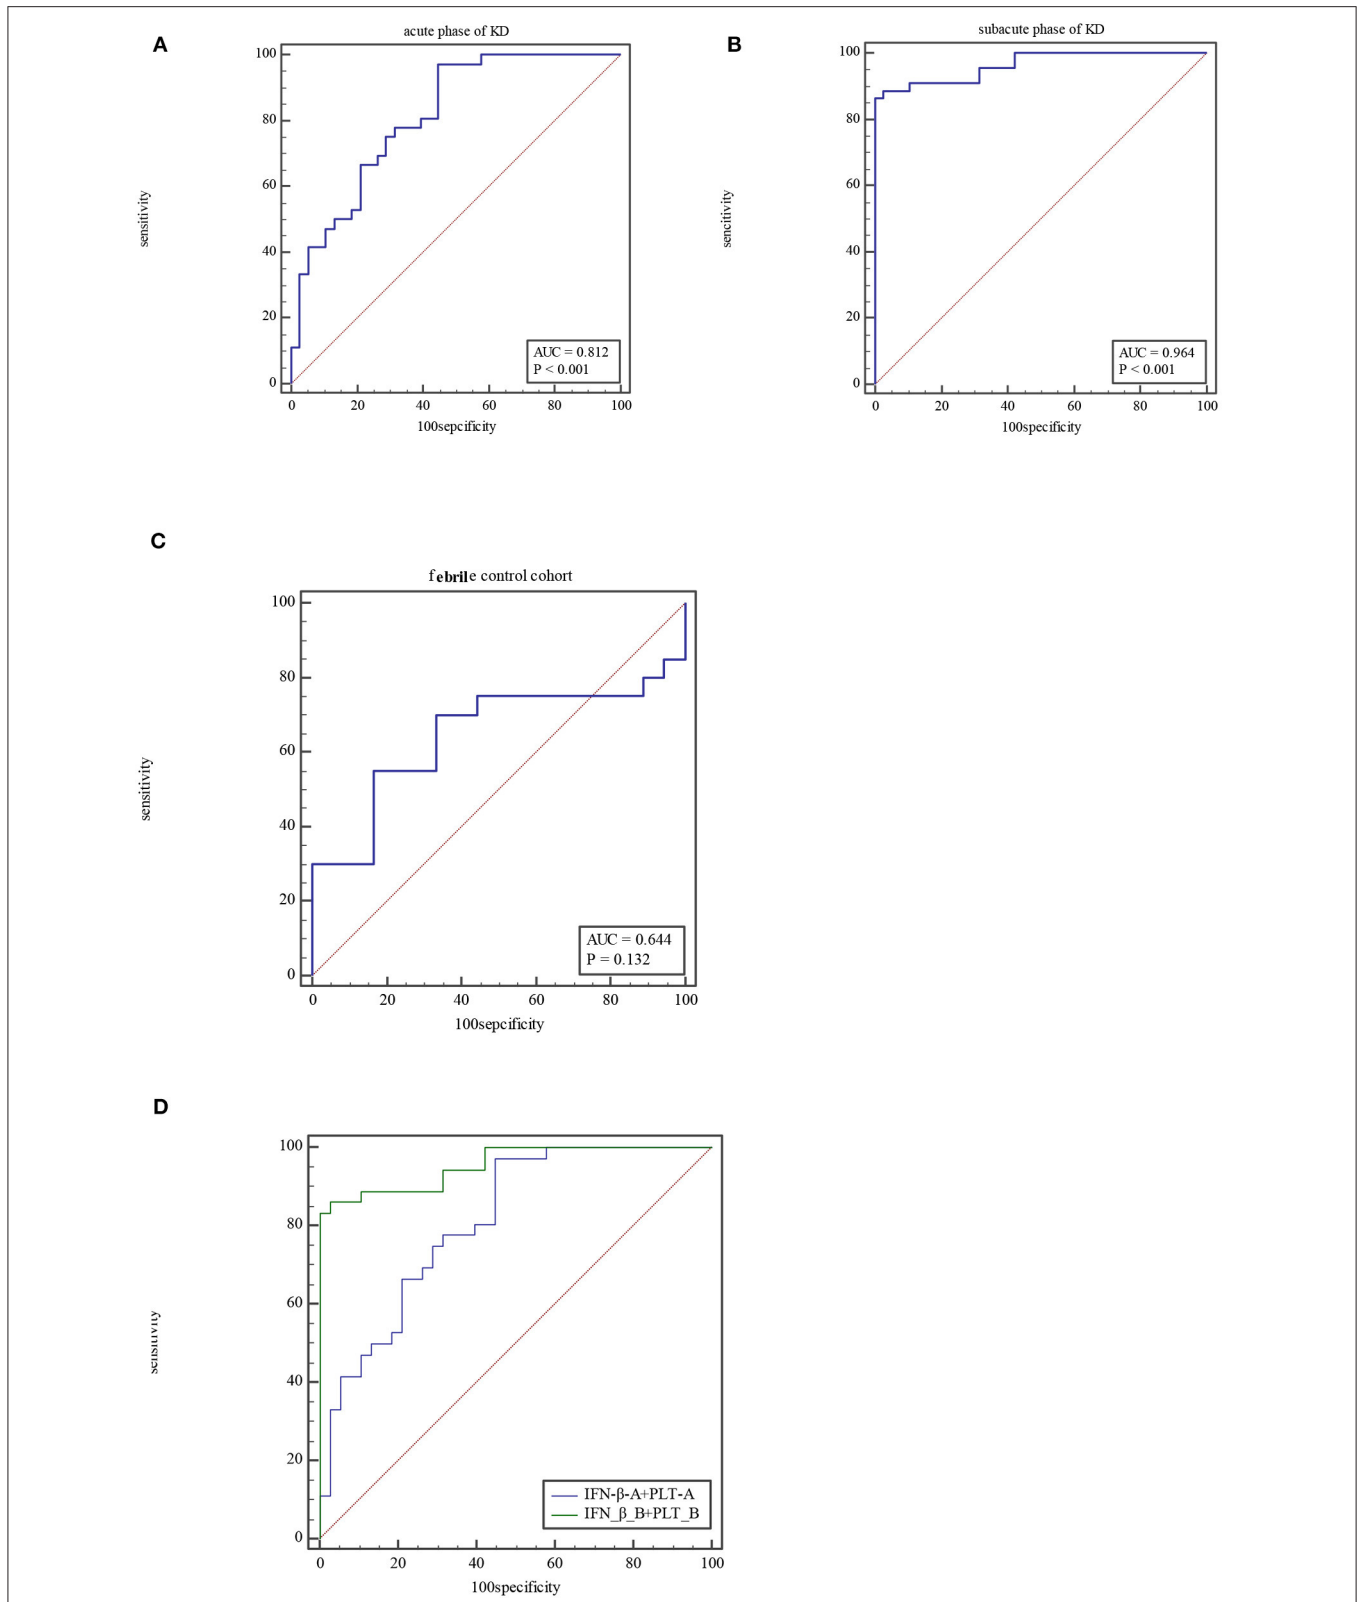 A
acute phase of KD
100
80
60
40
20
0
sensitivity
AUC = 0.812
P < 0.001
0 20 40 60 80 100
100sepcificity
B
subacute phase of KD
100
80
60
40
20
0
sencitivity
AUC = 0.964
P < 0.001
0 20 40 60 80 100
100specificity
C
febrile control cohort
100
80
60
40
20
0
sensitivity
AUC = 0.644
P = 0.132
0 20 40 60 80 100
100sepcificity
D
100
80
60
40
20
0
sensitivity
IFN-β-A+PLT-A
IFN_β_B+PLT_B
0 20 40 60 80 100
100specificity